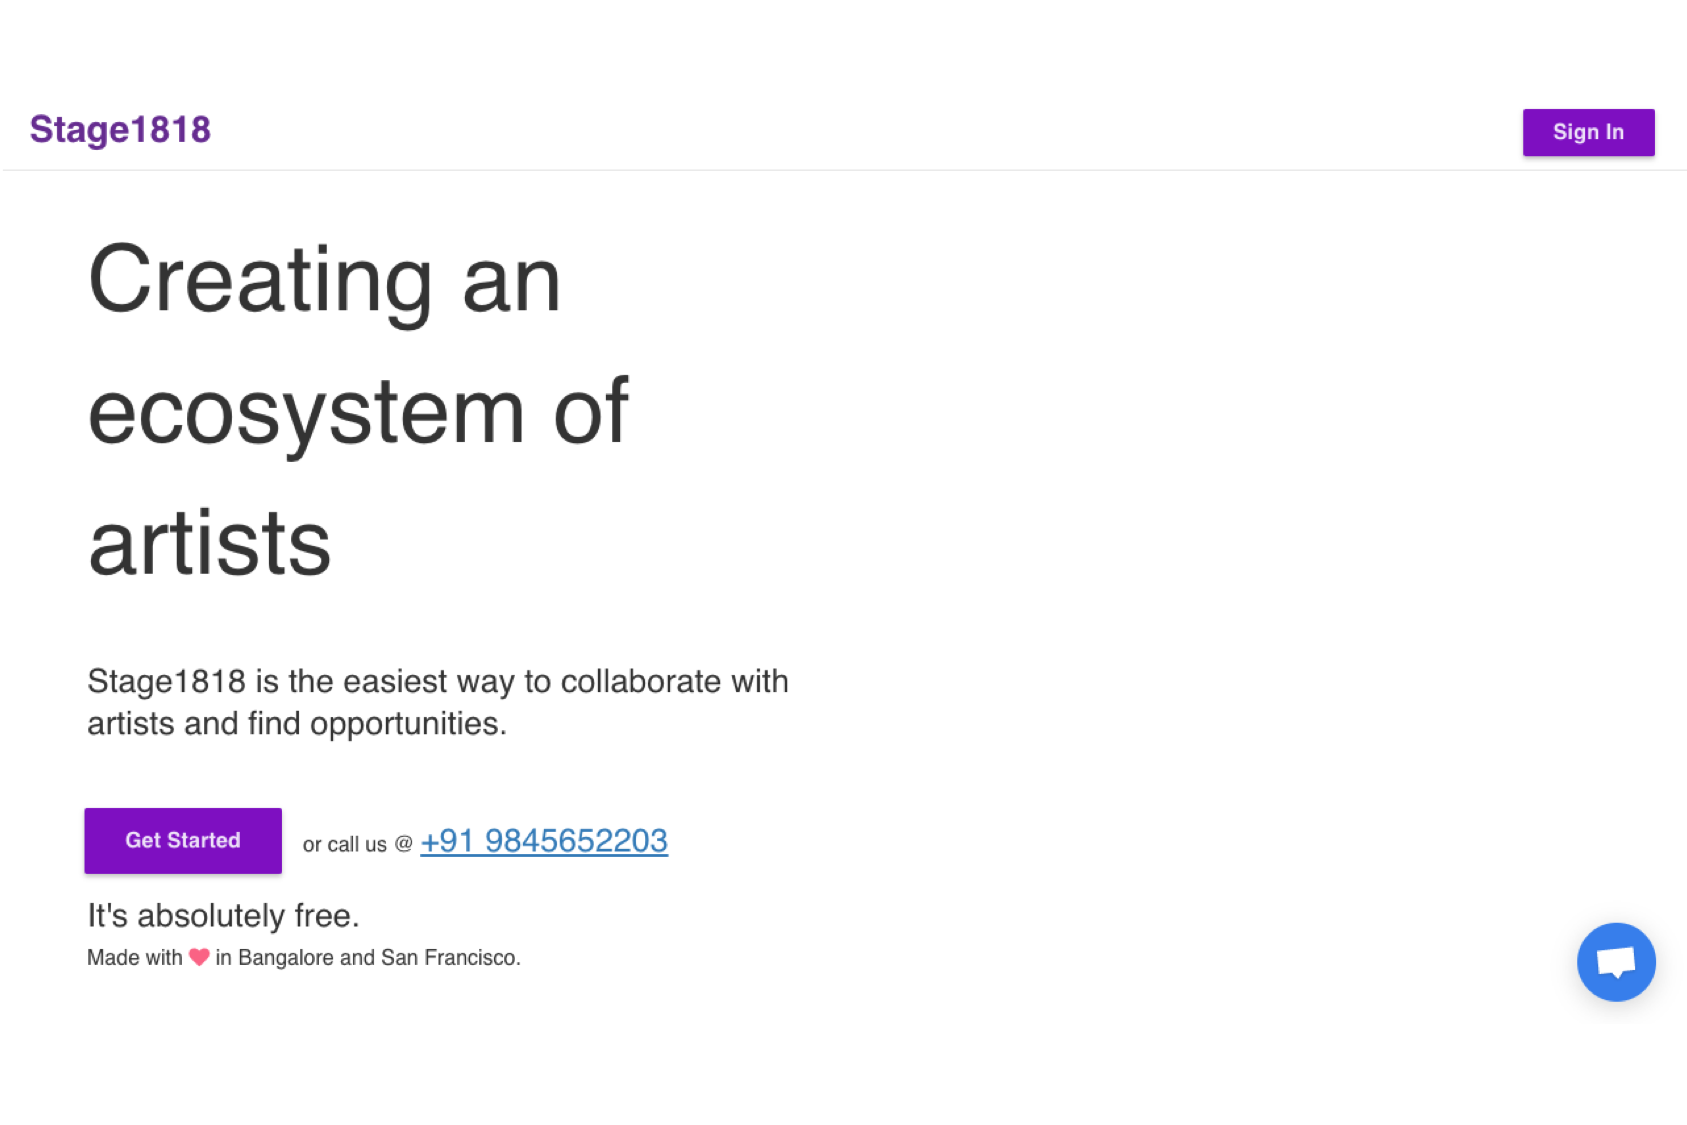 Stage1818
Sign In
Creating an
ecosystem of
artists
Stage1818 is the easiest way to collaborate with
artists and find opportunities.
Get Started or call us @ +91 9845652203
It's absolutely free.
Made with ❤ in Bangalore and San Francisco.